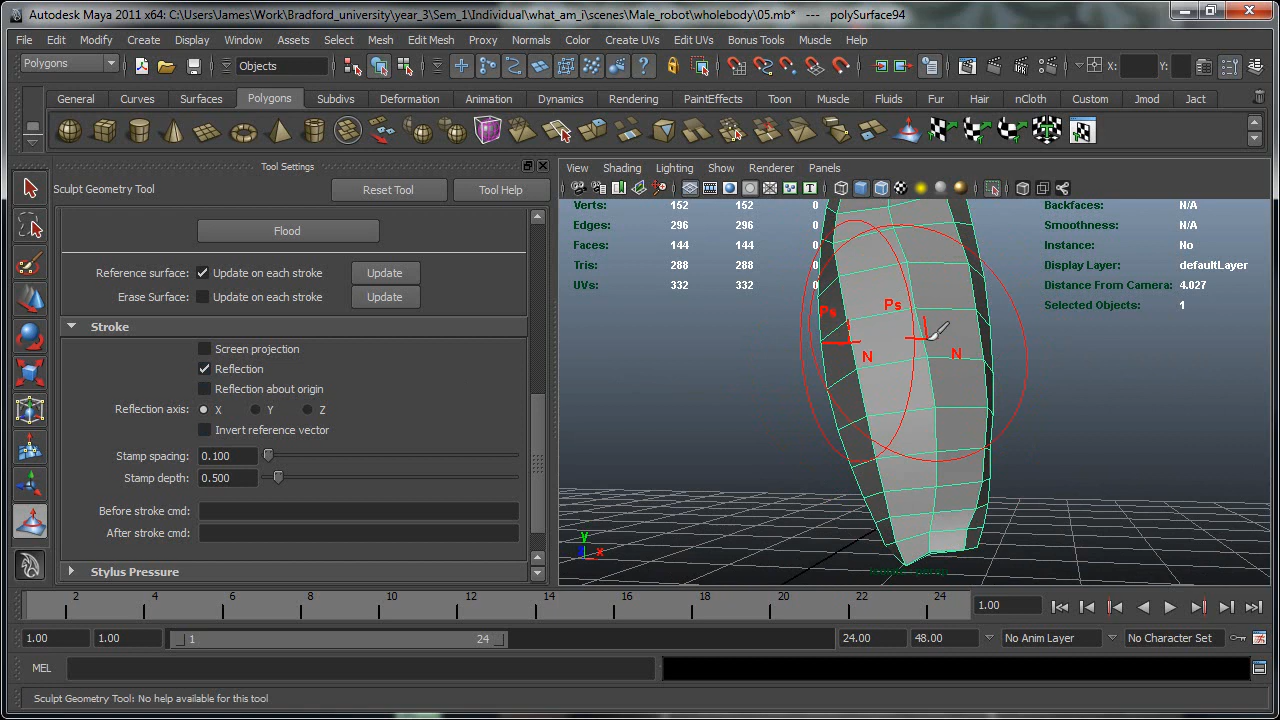 Autodesk Maya 2011 x64: C:\Users\James\Work\Bradford_university\year_3\Sem_1\Individual\what_am_i\scenes\Male_robot\wholebody\05.mb* --- polySurface94
File Edit Modify Create Display Window Assets Select Mesh Edit Mesh Proxy Normals Color Create UVs Edit UVs Bonus Tools Muscle Help
Polygons Objects X: Y:
General Curves Surfaces Polygons Subdivs Deformation Animation Dynamics Rendering PaintEffects Toon Muscle Fluids Fur Hair nCloth Custom Jmod Jact
Tool Settings
Sculpt Geometry Tool Reset Tool Tool Help
Flood
Reference surface: Update on each stroke Update
Erase Surface: Update on each stroke Update
Stroke
Screen projection
Reflection
Reflection about origin
Reflection axis: X Y Z
Invert reference vector
Stamp spacing: 0.100
Stamp depth: 0.500
Before stroke cmd:
After stroke cmd:
Stylus Pressure
View Shading Lighting Show Renderer Panels
Verts: 152 152 0
Edges: 296 296 0
Faces: 144 144 0
Tris: 288 288 0
UVs: 332 332 0
Backfaces: N/A
Smoothness: N/A
Instance: No
Display Layer: defaultLayer
Distance From Camera: 4.027
Selected Objects: 1
Ps Ps
N N
y
x
2 4 6 8 10 12 14 16 18 20 22 24 1.00
1.00 1.00 1 24 24.00 48.00 No Anim Layer No Character Set
MEL
Sculpt Geometry Tool: No help available for this tool